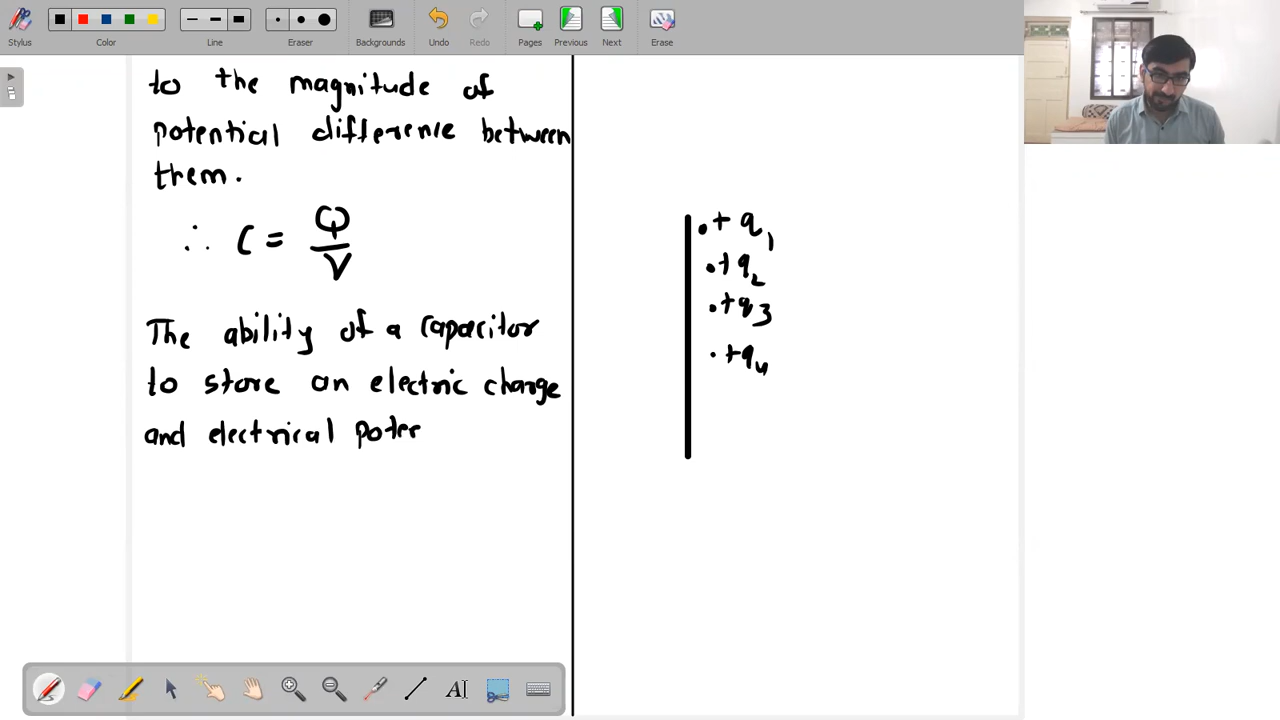 Stylus
Color
Line
Eraser
Backgrounds
Undo
Redo
Pages
Previous
Next
Erase
to the magnitude of
potential difference between
them.
∴ C = Q/V
The ability of a capacitor
to store an electric charge
and electrical poter
+ q1
+q2
+q3
+q4